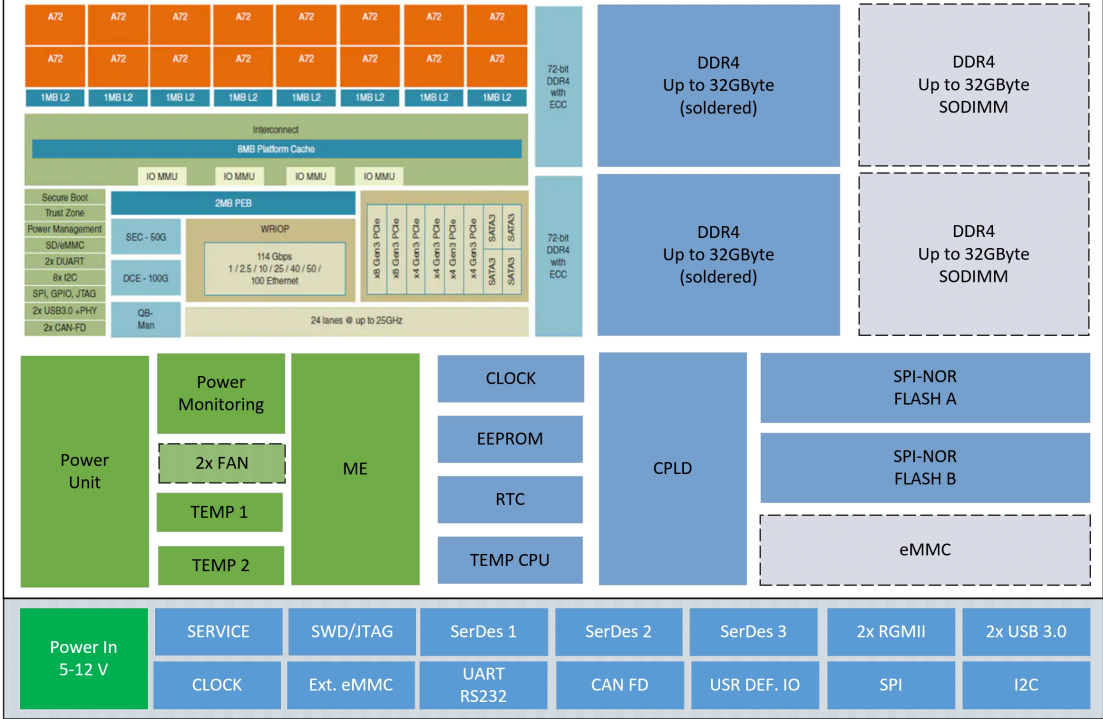 A72 A72 A72 A72 A72 A72 A72 A72
A72 A72 A72 A72 A72 A72 A72 A72
1MB L2 1MB L2 1MB L2 1MB L2 1MB L2 1MB L2 1MB L2 1MB L2
72-bit
DDR4
with
ECC
DDR4
Up to 32GByte
(soldered)
DDR4
Up to 32GByte
SODIMM
Interconnect
8MB Platform Cache
IO MMU IO MMU IO MMU IO MMU
Secure Boot
Trust Zone
Power Management
SD/eMMC
2x DUART
8x I2C
SPI, GPIO, JTAG
2x USB3.0 +PHY
2x CAN-FD
2MB PEB
SEC - 50G
DCE - 100G
QB-
Man
WRIOP
114 Gbps
1 / 2.5 / 10 / 25 / 40 / 50 /
100 Ethernet
x8 Gen3 PCIe
x8 Gen3 PCIe
x4 Gen3 PCIe
x4 Gen3 PCIe
x4 Gen3 PCIe
x4 Gen3 PCIe
SATA3 SATA3
SATA3 SATA3
24 lanes @ up to 25GHz
72-bit
DDR4
with
ECC
DDR4
Up to 32GByte
(soldered)
DDR4
Up to 32GByte
SODIMM
Power
Unit
Power
Monitoring
2x FAN
TEMP 1
TEMP 2
ME
CLOCK
EEPROM
RTC
TEMP CPU
CPLD
SPI-NOR
FLASH A
SPI-NOR
FLASH B
eMMC
Power In
5-12 V
SERVICE SWD/JTAG SerDes 1 SerDes 2 SerDes 3 2x RGMII 2x USB 3.0
CLOCK
Ext. eMMC
UART
RS232
CAN FD
USR DEF. IO
SPI
I2C